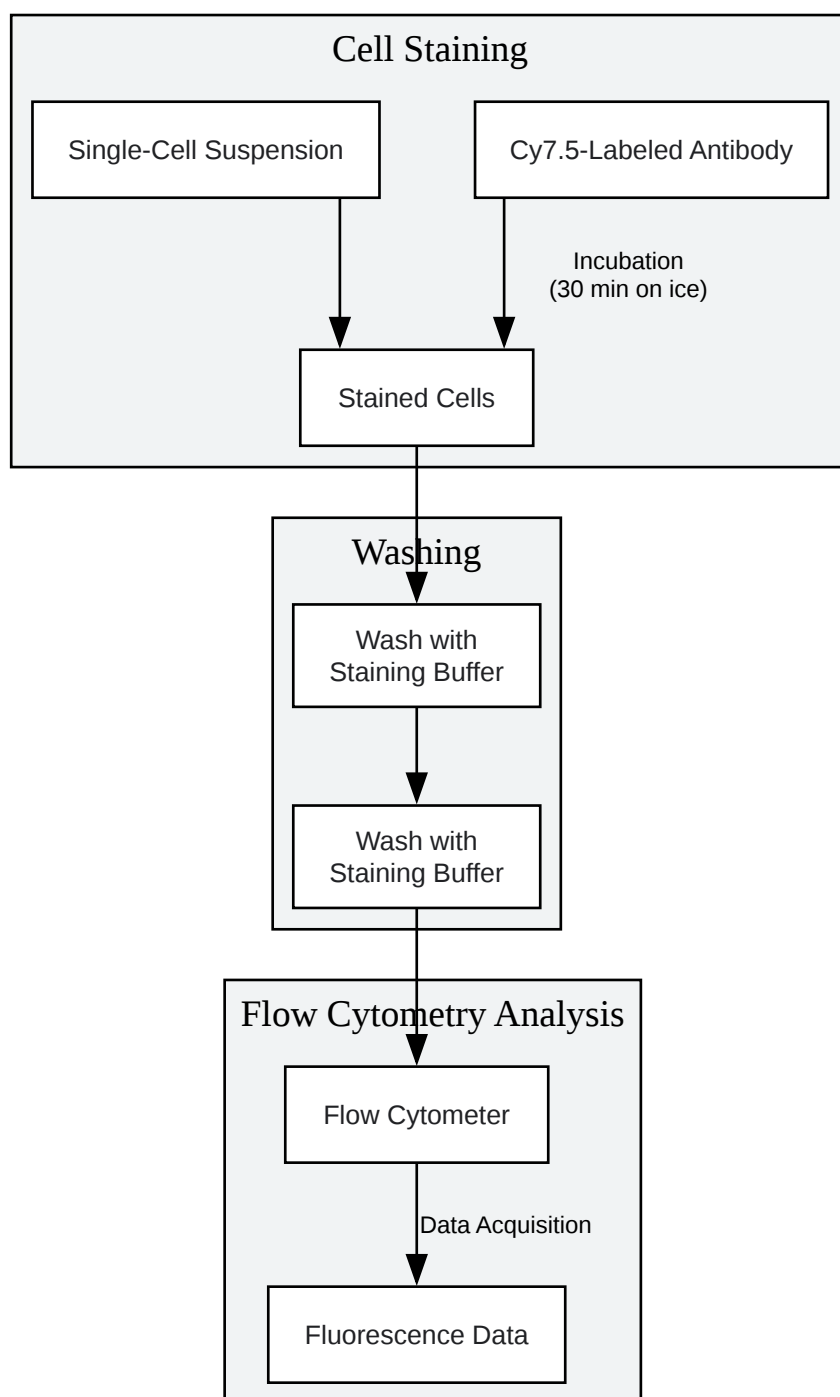 Cell Staining
Single-Cell Suspension
Cy7.5-Labeled Antibody
Incubation
(30 min on ice)
Stained Cells
Washing
Wash with
Staining Buffer
Wash with
Staining Buffer
Flow Cytometry Analysis
Flow Cytometer
Data Acquisition
Fluorescence Data